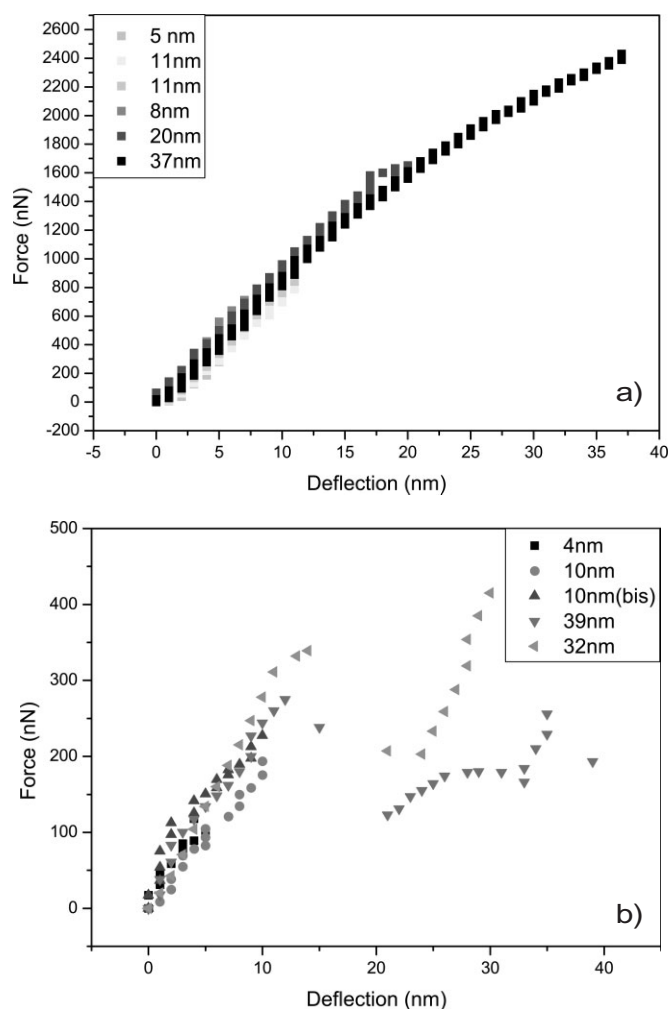 5 nm
11nm
11nm
8nm
20nm
37nm
2600
2400
2200
2000
1800
1600
1400
1200
1000
800
600
400
200
0
-200
Force (nN)
a)
-5 0 5 10 15 20 25 30 35 40
Deflection (nm)
4nm
10nm
10nm(bis)
39nm
32nm
500
400
300
200
100
0
Force (nN)
b)
0 10 20 30 40
Deflection (nm)